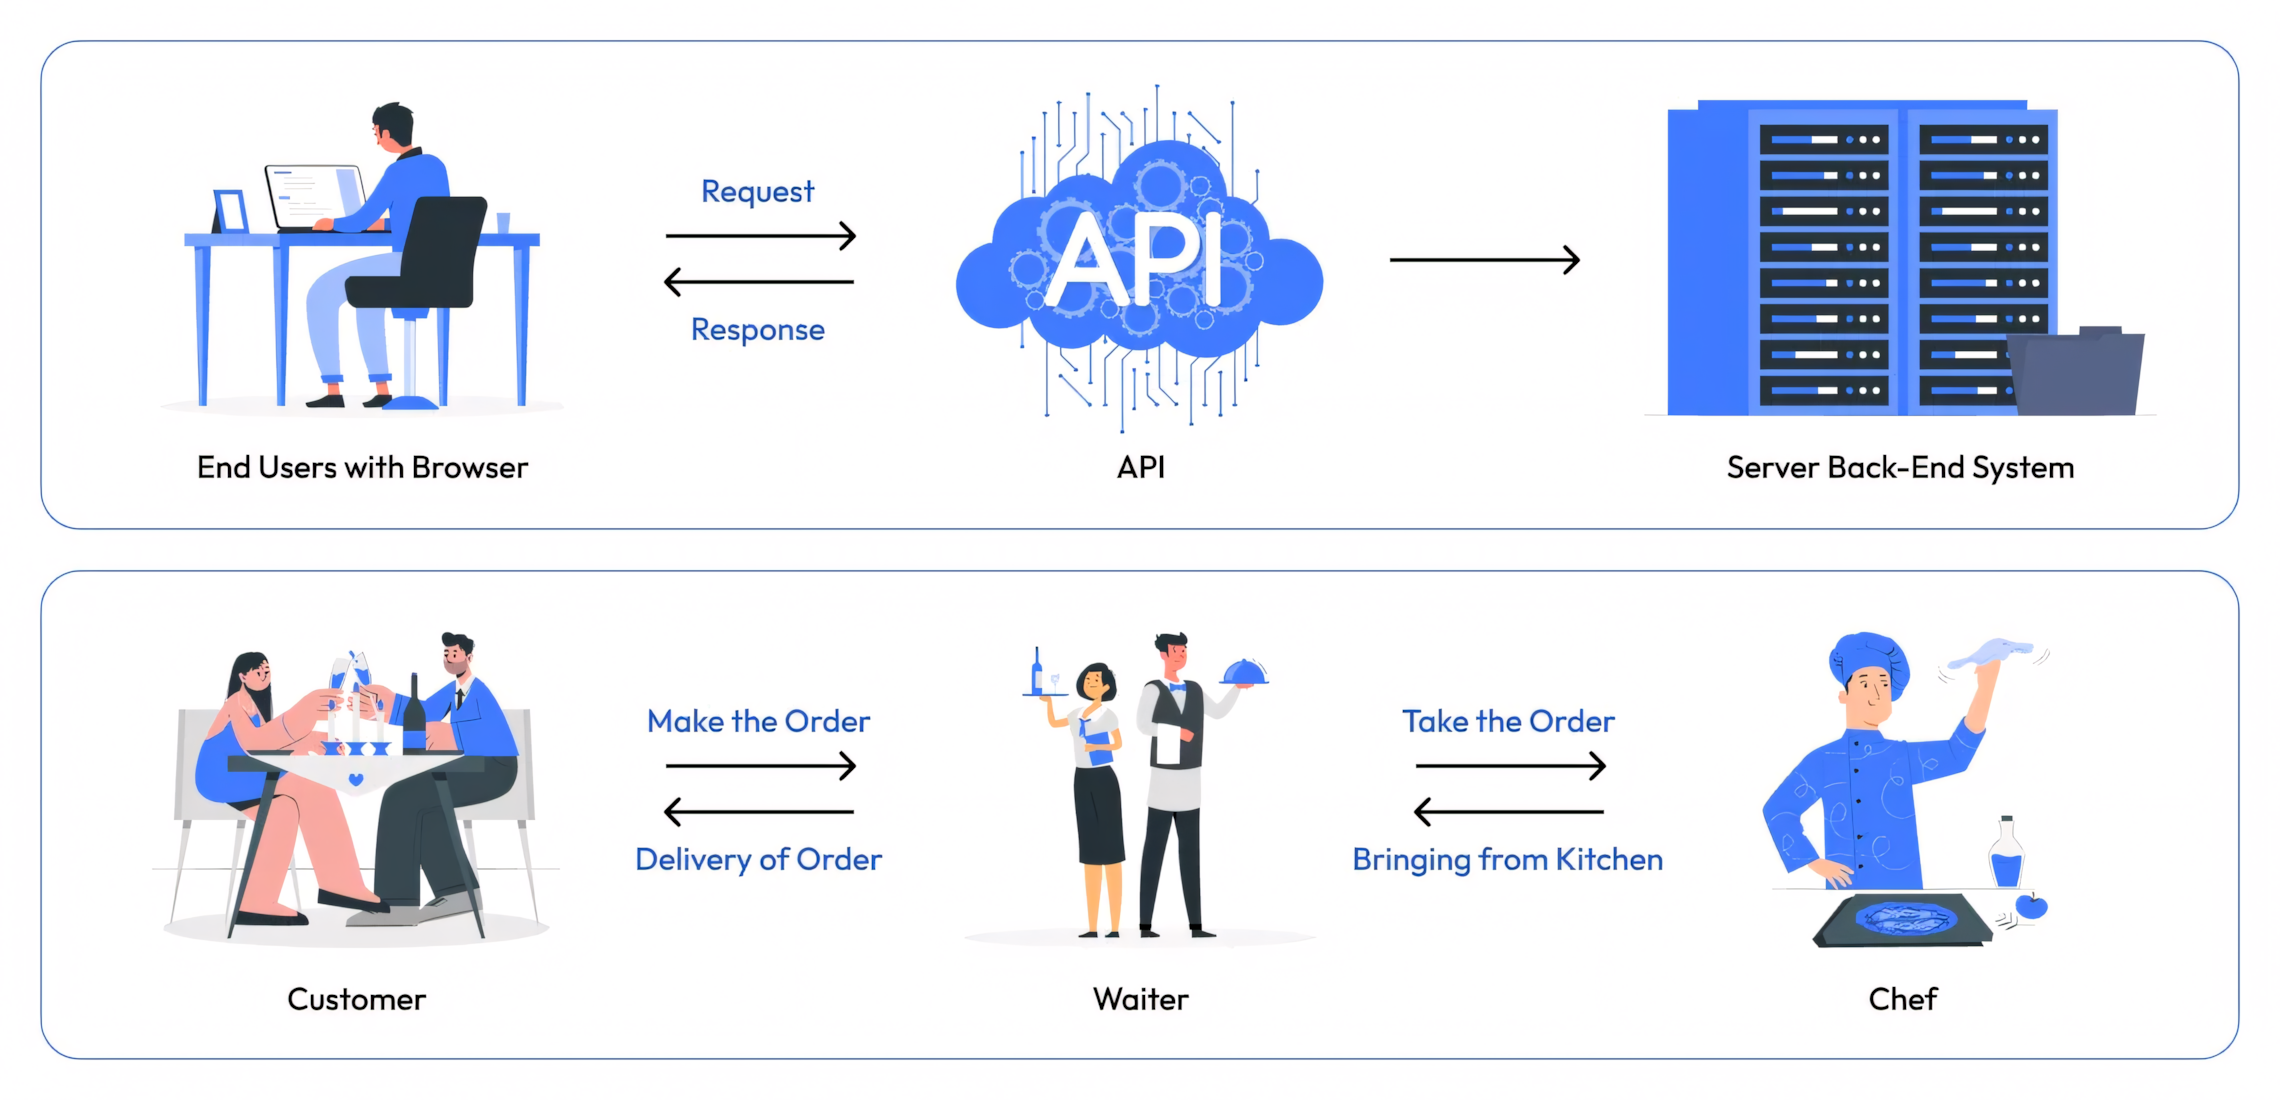 Request
API
Response
End Users with Browser
API
Server Back-End System
Make the Order
Take the Order
Delivery of Order
Bringing from Kitchen
Customer
Waiter
Chef